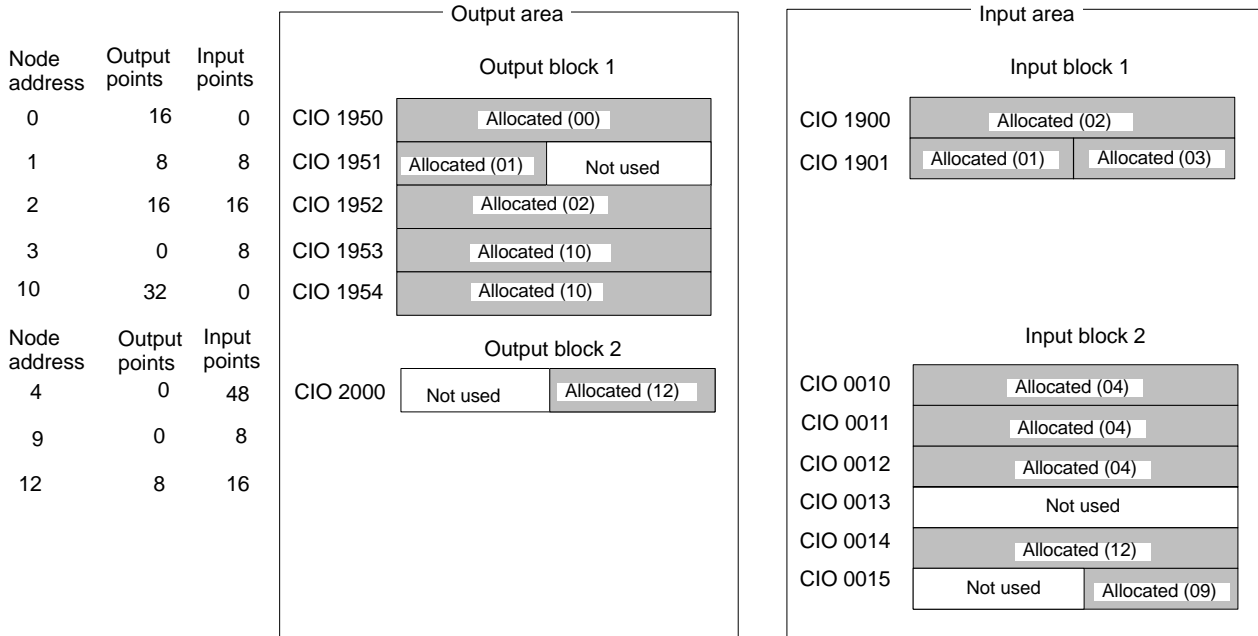 Output area
Input area
Node address
Output points
Input points
0 16 0
1 8 8
2 16 16
3 0 8
10 32 0
Node address
Output points
Input points
4 0 48
9 0 8
12 8 16
Output block 1
CIO 1950 Allocated (00)
CIO 1951 Allocated (01) Not used
CIO 1952 Allocated (02)
CIO 1953 Allocated (10)
CIO 1954 Allocated (10)
Output block 2
CIO 2000 Not used Allocated (12)
Input block 1
CIO 1900 Allocated (02)
CIO 1901 Allocated (01) Allocated (03)
Input block 2
CIO 0010 Allocated (04)
CIO 0011 Allocated (04)
CIO 0012 Allocated (04)
CIO 0013 Not used
CIO 0014 Allocated (12)
CIO 0015 Not used Allocated (09)